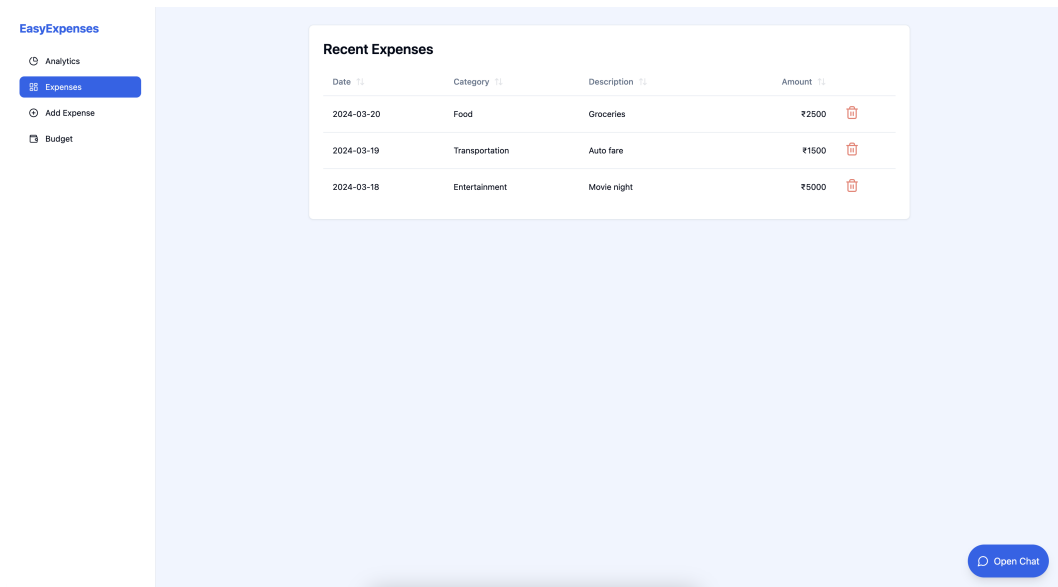 EasyExpenses
Analytics
Expenses
Add Expense
Budget
Recent Expenses
Date Category Description Amount
2024-03-20 Food Groceries ₹2500
2024-03-19 Transportation Auto fare ₹1500
2024-03-18 Entertainment Movie night ₹5000
Open Chat